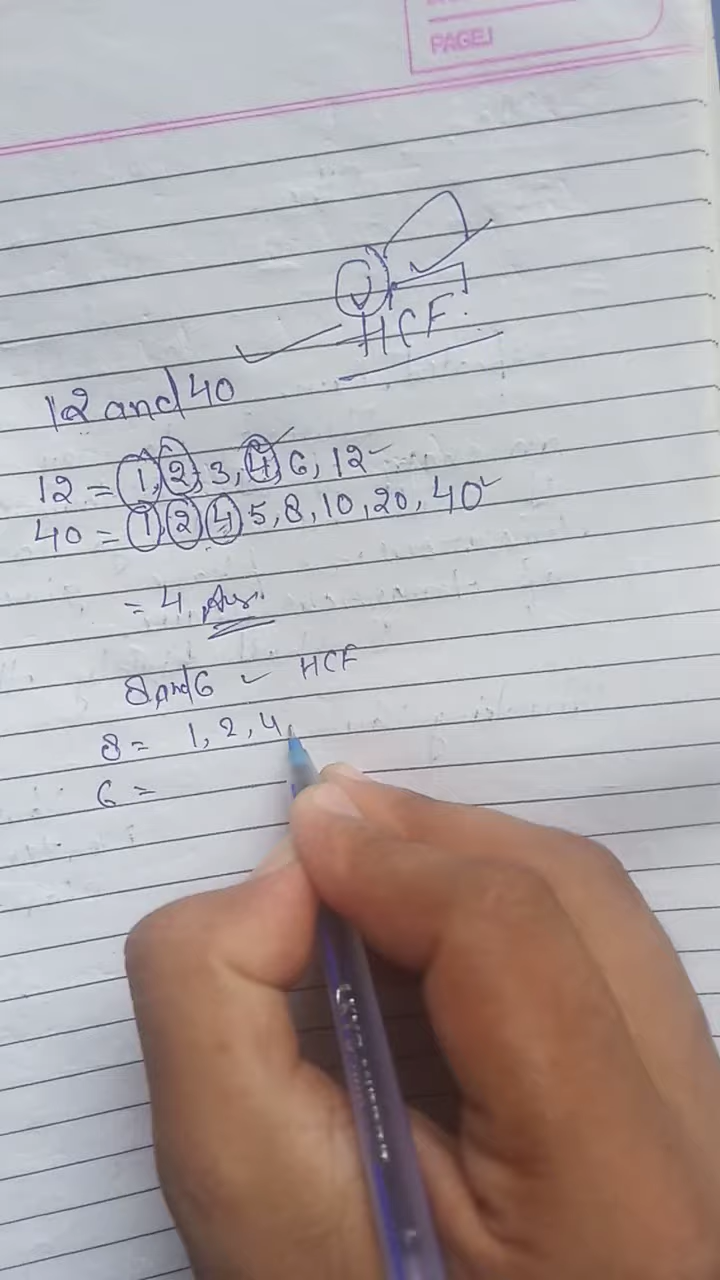 PAGE
HCF
12 and 40
12 = 1, 2, 3, 4, 6, 12
40 = 1 2 4 5, 8, 10, 20, 40
= 4 Ans.
8 and 6 HCF
8 = 1, 2, 4
6 =